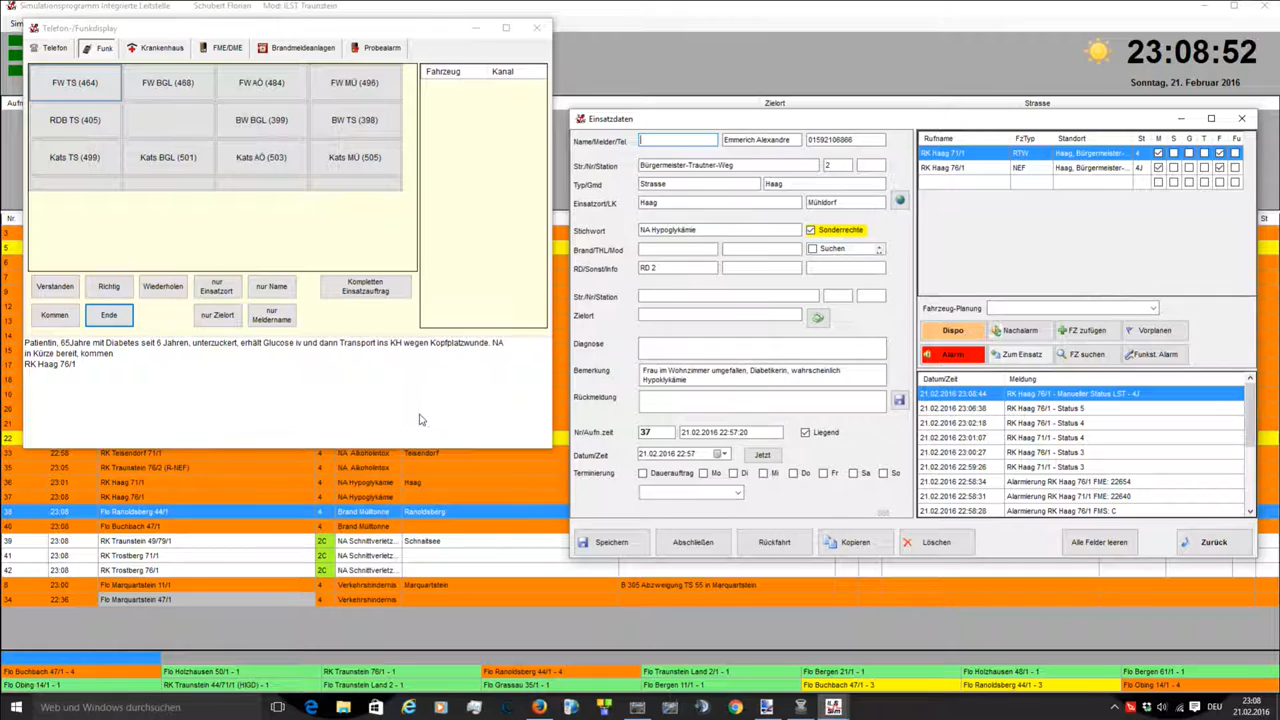 Simulationsprogramm Integrierte Leitstelle Schubert Florian Mod: ILST Traunstein
Telefon-/Funkdisplay
Telefon Funk Krankenhaus FME/DME Brandmeldeanlagen Probealarm
FW TS (464) FW BGL (468) FW AÖ (484) FW MÜ (496)
RDB TS (405) BW BGL (399) BW TS (398)
Kats TS (499) Kats BGL (501) Kats AÖ (503) Kats MÜ (505)
Fahrzeug Kanal
Verstanden Richtig Wiederholen nur Einsatzort nur Name Kompletten Einsatzauftrag
Kommen Ende nur Zielort nur Meldername
Patientin, 65Jahre mit Diabetes seit 6 Jahren, unterzuckert, erhält Glucose iv und dann Transport ins KH wegen Kopfplatzwunde. NA
in Kürze bereit, kommen
RK Haag 76/1
23:08:52
Sonntag, 21. Februar 2016
Zielort Strasse
Einsatzdaten
Name/Melder/Tel. Emmerich Alexandre 01592106866
Str./Nr/Station Bürgermeister-Trautner-Weg 2
Typ/Gmd Strasse Haag
Einsatzort/LK Haag Mühldorf
Stichwort NA Hypoglykämie Sonderrechte
Brand/THL/Mod Suchen
RD/Sonst/Info RD 2
Str./Nr/Station
Zielort
Diagnose
Bemerkung Frau im Wohnzimmer umgefallen, Diabetikerin, wahrscheinlich
Hypoklykämie
Rückmeldung
Nr/Aufn.zeit 37 21.02.2016 22:57:20 Liegend
Datum/Zeit 21.02.2016 22:57 Jetzt
Terminierung Dauerauftrag Mo Di Mi Do Fr Sa So
Speichern Abschließen Rückfahrt Kopieren Löschen Alle Felder leeren Zurück
Rufname FzTyp Standort St M S G T F Fu
RK Haag 71/1 RTW Haag, Bürgermeister-... 4
RK Haag 76/1 NEF Haag, Bürgermeister-... 4J
Fahrzeug-Planung
Dispo Nachalarm FZ zufügen Vorplanen
Alarm Zum Einsatz FZ suchen Funkst. Alarm
Datum/Zeit Meldung
21.02.2016 23:08:44 RK Haag 76/1 - Manueller Status LST - 4J
21.02.2016 23:06:38 RK Haag 76/1 - Status 5
21.02.2016 23:02:18 RK Haag 76/1 - Status 4
21.02.2016 23:01:07 RK Haag 71/1 - Status 4
21.02.2016 23:00:27 RK Haag 76/1 - Status 3
21.02.2016 22:59:26 RK Haag 71/1 - Status 3
21.02.2016 22:58:34 Alarmierung RK Haag 76/1 FME: 22654
21.02.2016 22:58:31 Alarmierung RK Haag 71/1 FME: 22640
21.02.2016 22:58:28 Alarmierung RK Haag 76/1 FMS: C
Nr. St
3
5
6
7
9
12
13
14
16
19
20
22
33 22:58 RK Teisendorf 71/1 4 NA Alkoholintox Teisendorf
35 23:05 RK Traunstein 76/2 (R-NEF) 4 NA Alkoholintox
36 23:05 RK Haag 71/1 4 NA Hypoglykämie Haag
37 23:05 RK Haag 76/1 4 NA Hypoglykämie
38 23:08 Flo Ranoldsberg 44/1 4 Brand Mülltonne Ranoldsberg
40 23:08 Flo Buchbach 47/1 4 Brand Mülltonne
39 23:08 RK Traunstein 49/79/1 2C NA Schnittverletz... Schnaitsee
41 23:08 RK Trostberg 71/1 2C NA Schnittverletz...
42 23:08 RK Trostberg 76/1 2C NA Schnittverletz...
8 23:00 Flo Marquartstein 11/1 4 Verkehrshindernis Marquartstein B 305 Abzweigung TS 55 in Marquartstein
34 22:36 Flo Marquartstein 47/1 4 Verkehrshindernis
Flo Buchbach 47/1 - 4 Flo Holzhausen 50/1 - 1 RK Traunstein 76/1 - 1 Flo Ranoldsberg 44/1 - 4 Flo Traunstein Land 2/1 - 1 Flo Bergen 21/1 - 1 Flo Holzhausen 48/1 - 1 Flo Bergen 61/1 - 1
Flo Obing 14/1 - 1 RK Traunstein 44/71/1 (HIGD) - 1 Flo Traunstein Land 2 - 1 Flo Grassau 35/1 - 1 Flo Bergen 11/1 - 1 Flo Buchbach 47/1 - 3 Flo Ranoldsberg 44/1 - 3 Flo Obing 14/1 - 4
Web und Windows durchsuchen DEU 23:08
21.02.2016